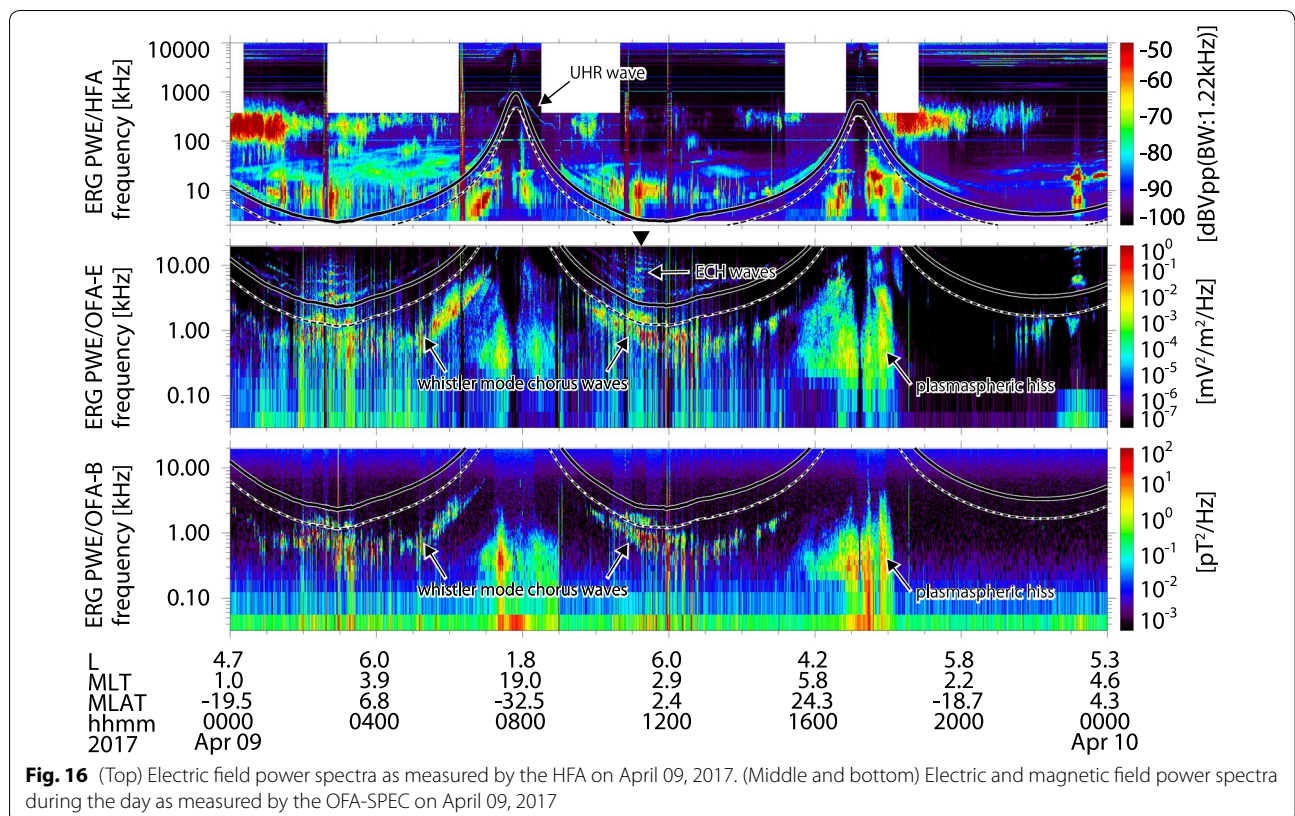 ERG PWE/HFA
frequency [kHz]
10000
1000
100
10
UHR wave
-50
-60
-70
-80
-90
-100
[dBVpp(BW:1.22kHz)]
ERG PWE/OFA-E
frequency [kHz]
10.00
1.00
0.10
ECH waves
whistler mode chorus waves
plasmaspheric hiss
10^0
10^-1
10^-2
10^-3
10^-4
10^-5
10^-6
10^-7
[mV^2/m^2/Hz]
ERG PWE/OFA-B
frequency [kHz]
10.00
1.00
0.10
whistler mode chorus waves
plasmaspheric hiss
10^2
10^1
10^0
10^-1
10^-2
10^-3
[pT^2/Hz]
L 4.7 6.0 1.8 6.0 4.2 5.8 5.3
MLT 1.0 3.9 19.0 2.9 5.8 2.2 4.6
MLAT -19.5 6.8 -32.5 2.4 24.3 -18.7 4.3
hhmm 0000 0400 0800 1200 1600 2000 0000
2017 Apr 09 Apr 10
Fig. 16 (Top) Electric field power spectra as measured by the HFA on April 09, 2017. (Middle and bottom) Electric and magnetic field power spectra
during the day as measured by the OFA-SPEC on April 09, 2017